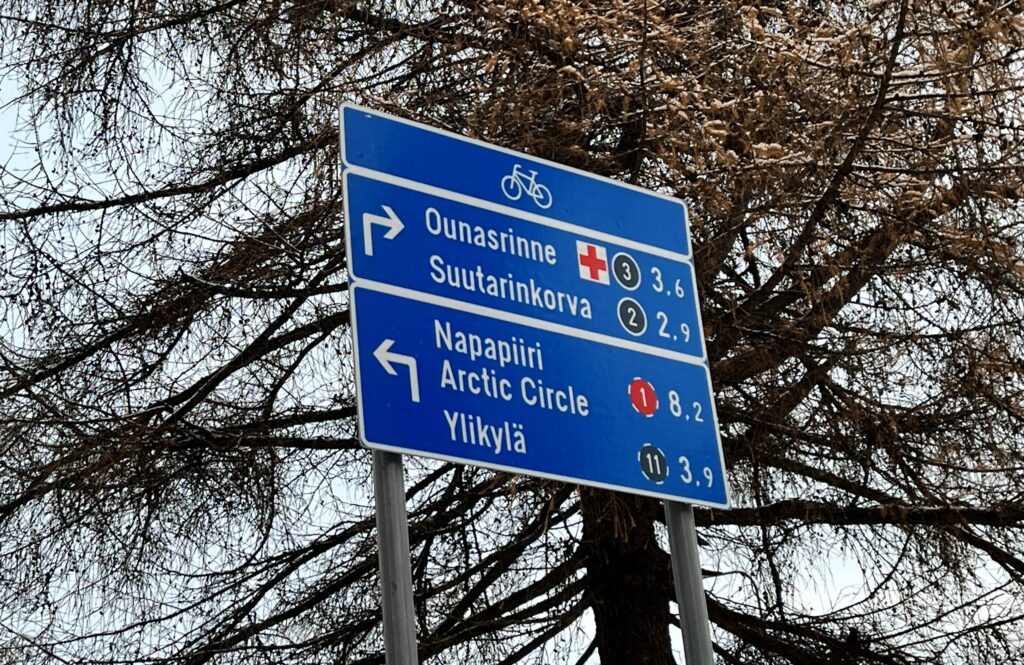 Ounasrinne 3 3,6
Suutarinkorva 2 2,9
Napapiiri
Arctic Circle 1 8,2
Ylikylä 11 3,9